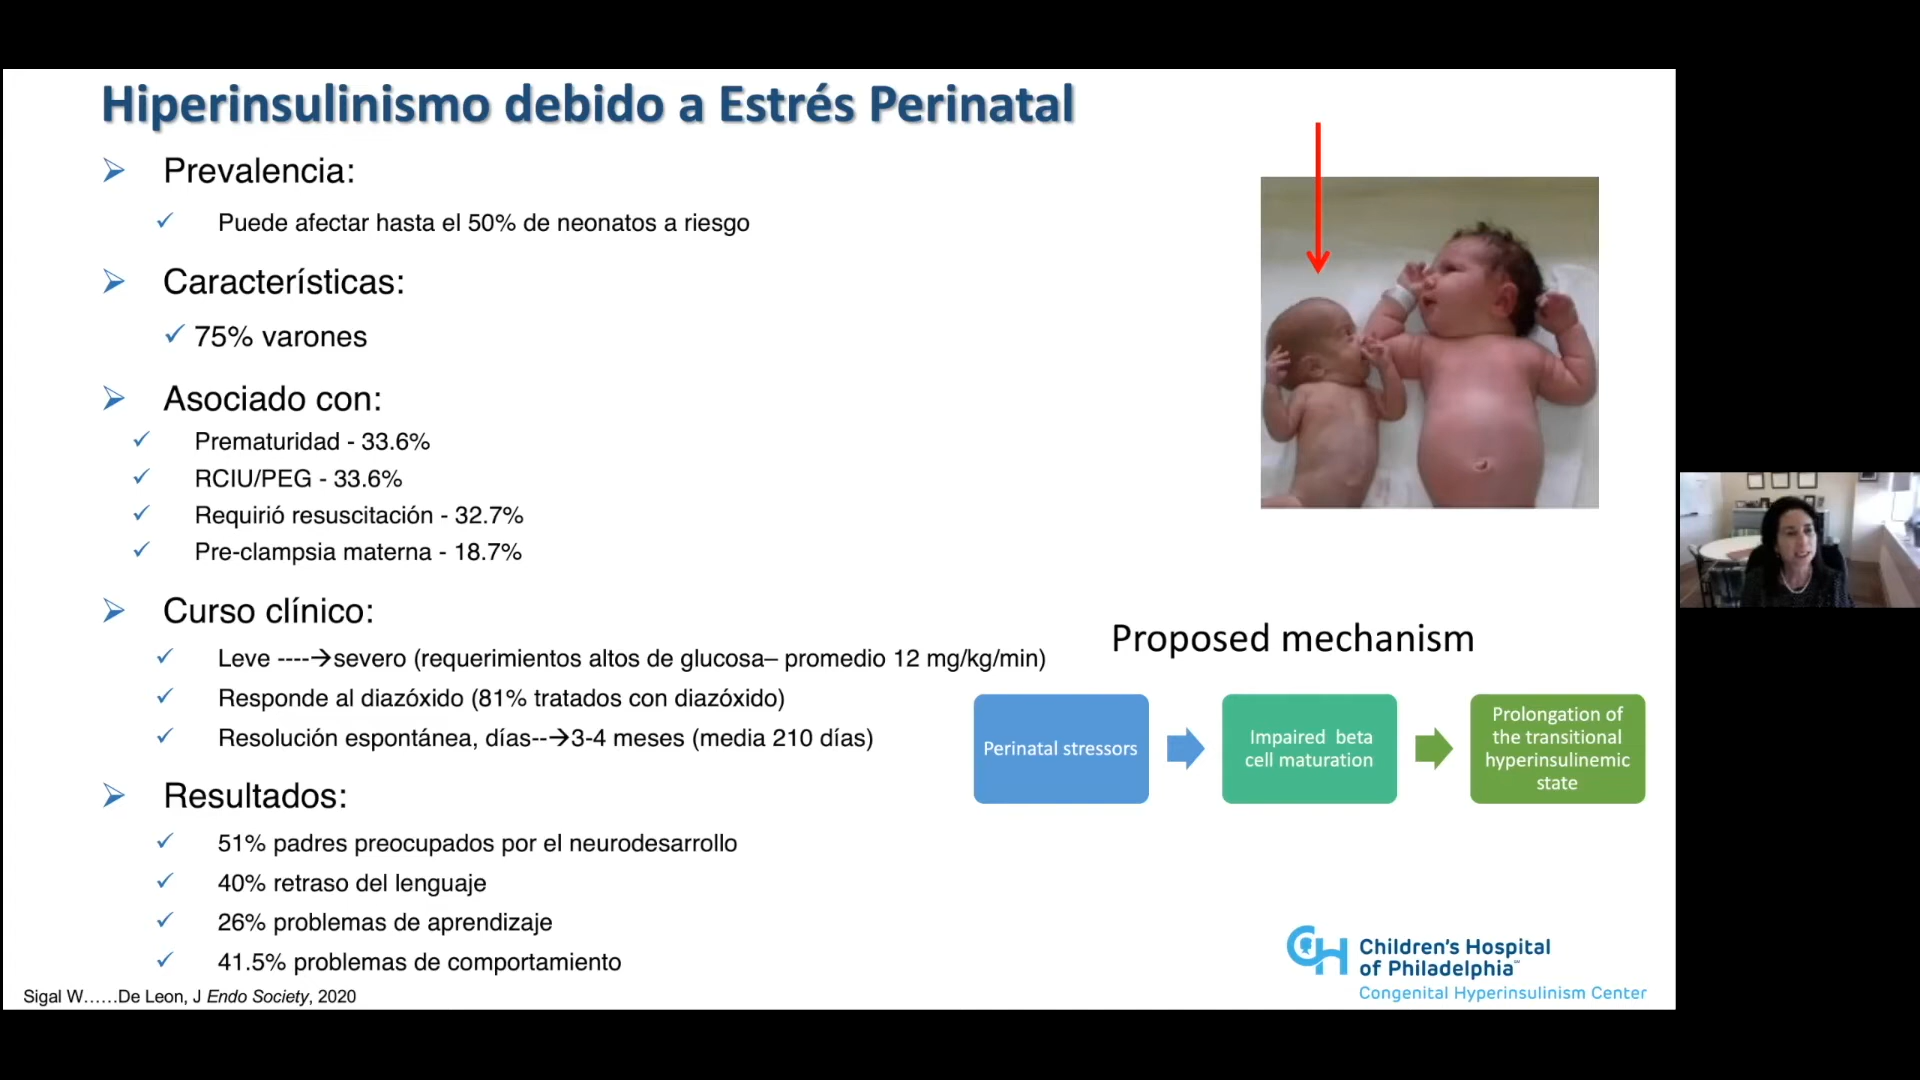 Hiperinsulinismo debido a Estrés Perinatal
Prevalencia:
Puede afectar hasta el 50% de neonatos a riesgo
Características:
75% varones
Asociado con:
Prematuridad - 33.6%
RCIU/PEG - 33.6%
Requirió resuscitación - 32.7%
Pre-clampsia materna - 18.7%
Curso clínico:
Leve ----→severo (requerimientos altos de glucosa– promedio 12 mg/kg/min)
Responde al diazóxido (81% tratados con diazóxido)
Resolución espontánea, días--→3-4 meses (media 210 días)
Resultados:
51% padres preocupados por el neurodesarrollo
40% retraso del lenguaje
26% problemas de aprendizaje
41.5% problemas de comportamiento
Sigal W……De Leon, J Endo Society, 2020
Proposed mechanism
Perinatal stressors
Impaired beta
cell maturation
Prolongation of
the transitional
hyperinsulinemic
state
CH
Children's Hospital
of Philadelphia℠
Congenital Hyperinsulinism Center